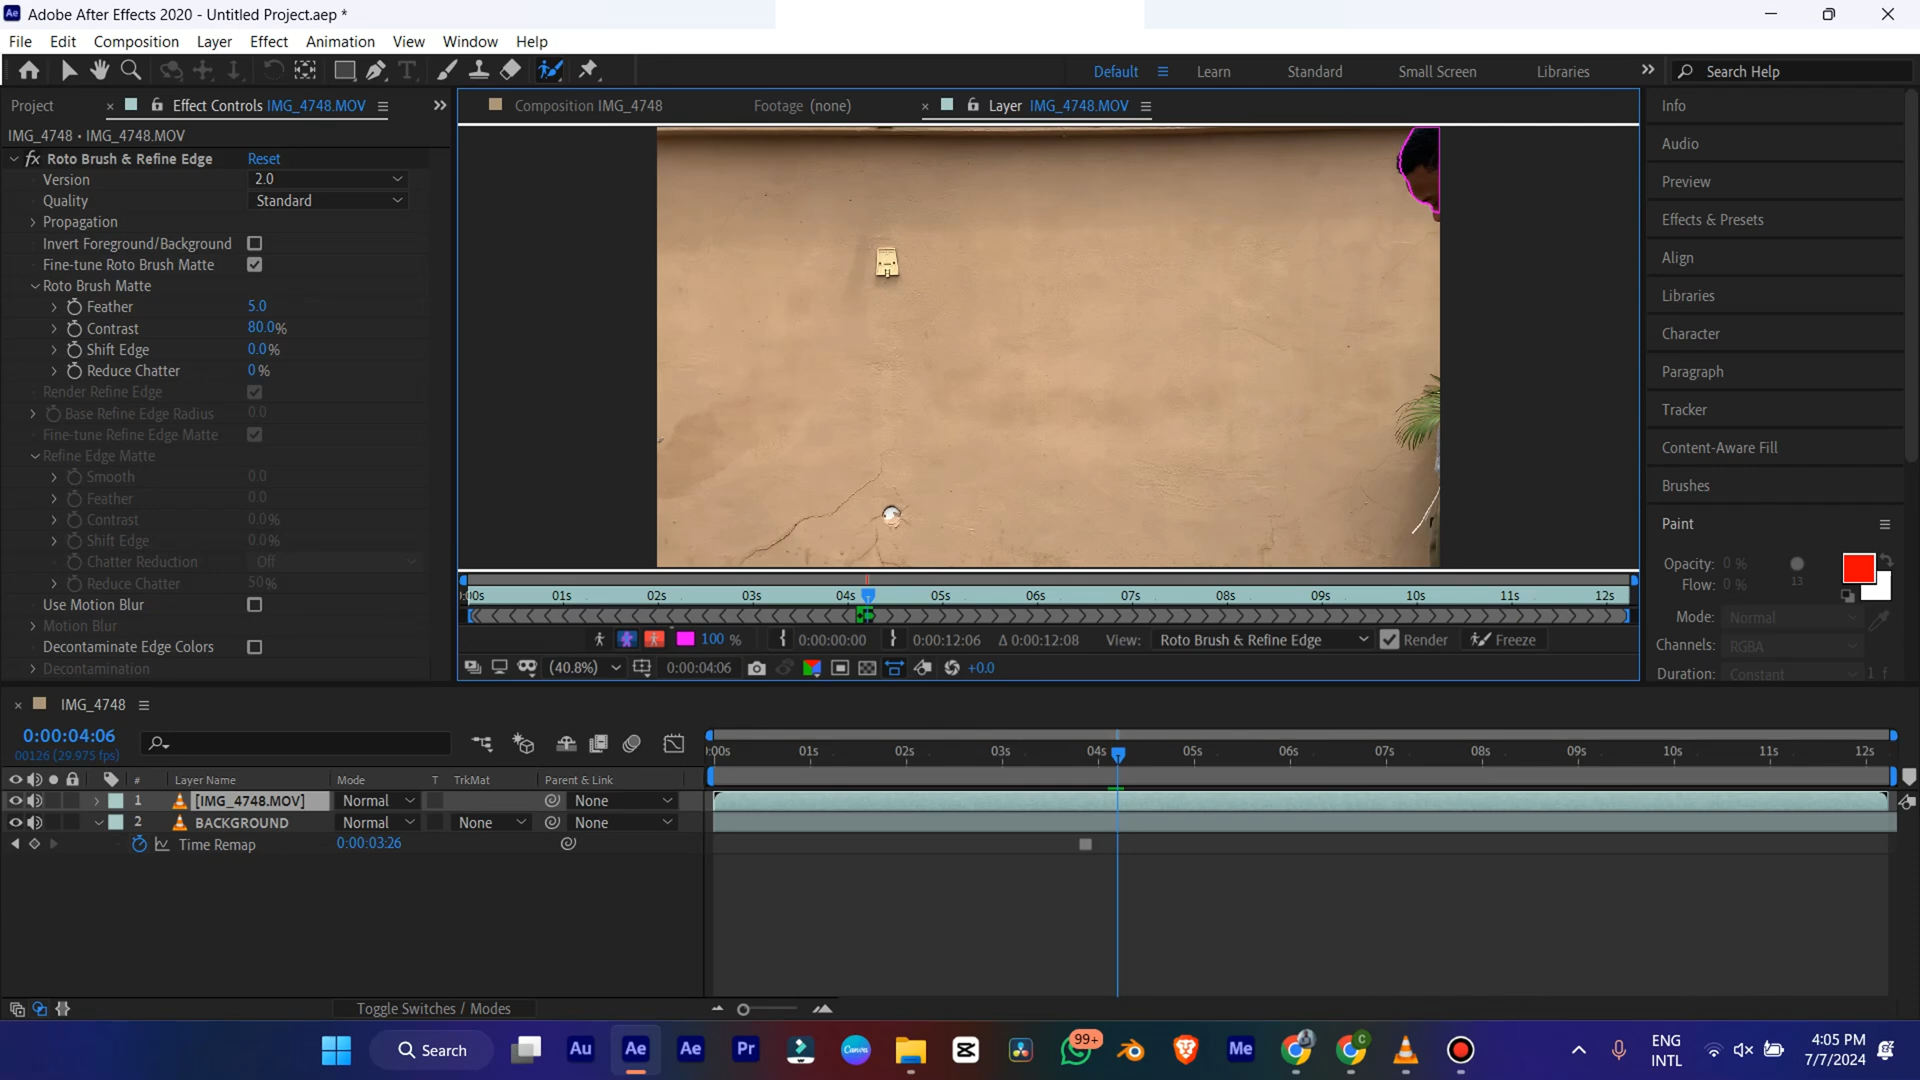 Adobe After Effects 2020 - Untitled Project.aep *
File Edit Composition Layer Effect Animation View Window Help
Default Learn Standard Small Screen Libraries Search Help
Project Effect Controls IMG_4748.MOV
IMG_4748 • IMG_4748.MOV
fx Roto Brush & Refine Edge Reset
Version 2.0
Quality Standard
Propagation
Invert Foreground/Background
Fine-tune Roto Brush Matte
Roto Brush Matte
Feather 5.0
Contrast 80.0%
Shift Edge 0.0%
Reduce Chatter 0%
Render Refine Edge
Base Refine Edge Radius 0.0
Fine-tune Refine Edge Matte
Refine Edge Matte
Smooth 0.0
Feather 0.0
Contrast 0.0%
Shift Edge 0.0%
Chatter Reduction Off
Reduce Chatter 50%
Use Motion Blur
Motion Blur
Decontaminate Edge Colors
Decontamination
Composition IMG_4748 Footage (none) Layer IMG_4748.MOV
:00s 01s 02s 03s 04s 05s 06s 07s 08s 09s 10s 11s 12s
100 % 0:00:00:00 0:00:12:06 Δ 0:00:12:08 View: Roto Brush & Refine Edge Render Freeze
(40.8%) 0:00:04:06 +0.0
Info
Audio
Preview
Effects & Presets
Align
Libraries
Character
Paragraph
Tracker
Content-Aware Fill
Brushes
Paint
Opacity: 0 %
Flow: 0 % 13
Mode: Normal
Channels: RGBA
Duration: Constant 1 f
IMG_4748
0:00:04:06
00126 (29.975 fps)
:00s 01s 02s 03s 04s 05s 06s 07s 08s 09s 10s 11s 12s
# Layer Name Mode T TrkMat Parent & Link
1 [IMG_4748.MOV] Normal None
2 BACKGROUND Normal None None
Time Remap 0:00:03:26
Toggle Switches / Modes
Search Au Ae Ae Pr Canva 99+ Me
ENG
INTL
4:05 PM
7/7/2024